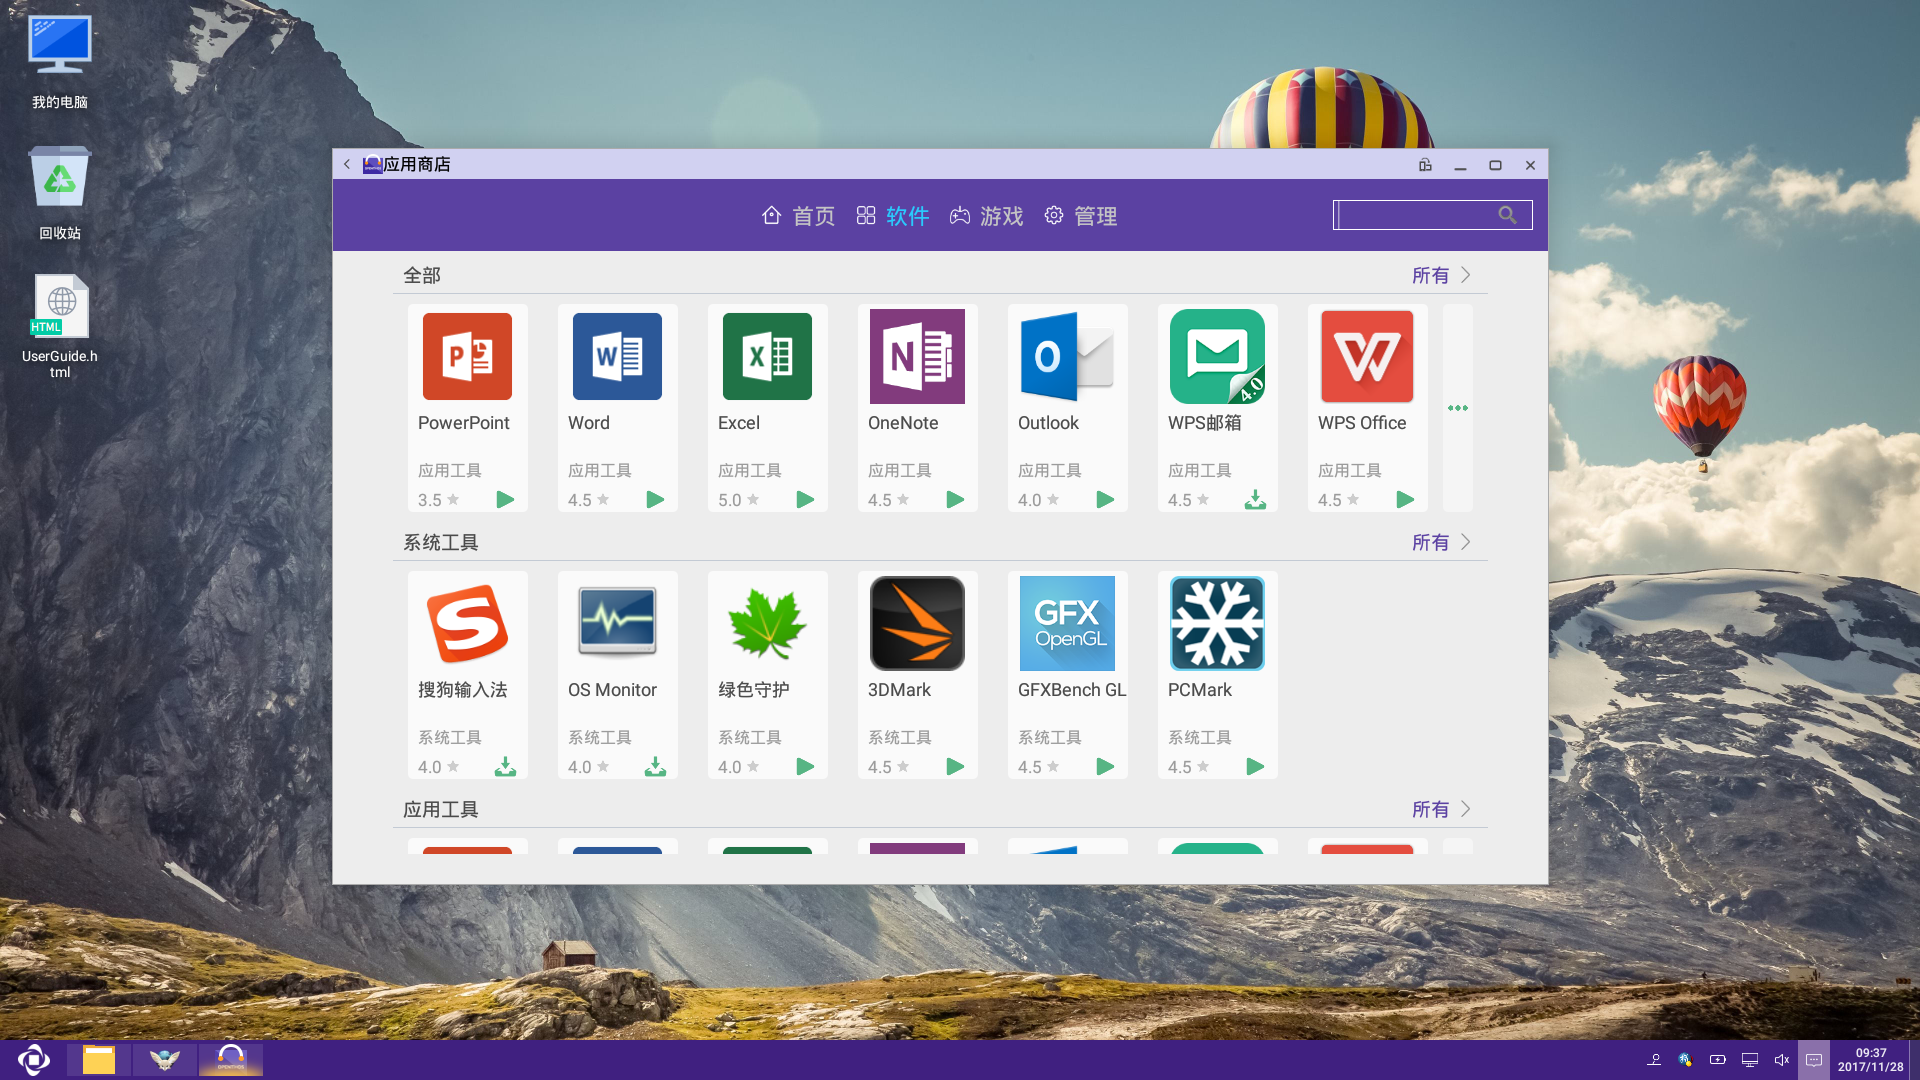 我的电脑
回收站
HTML
UserGuide.h
tml
应用商店
首页 软件 游戏 管理
全部 所有
PowerPoint Word Excel OneNote Outlook WPS邮箱 WPS Office
应用工具 应用工具 应用工具 应用工具 应用工具 应用工具 应用工具
3.5 4.5 5.0 4.5 4.0 4.5 4.5
P W X N O 4.0 W
系统工具 所有
S GFX
OpenGL
搜狗输入法 OS Monitor 绿色守护 3DMark GFXBench GL PCMark
系统工具 系统工具 系统工具 系统工具 系统工具 系统工具
4.0 4.0 4.0 4.5 4.5 4.5
应用工具 所有
09:37
2017/11/28